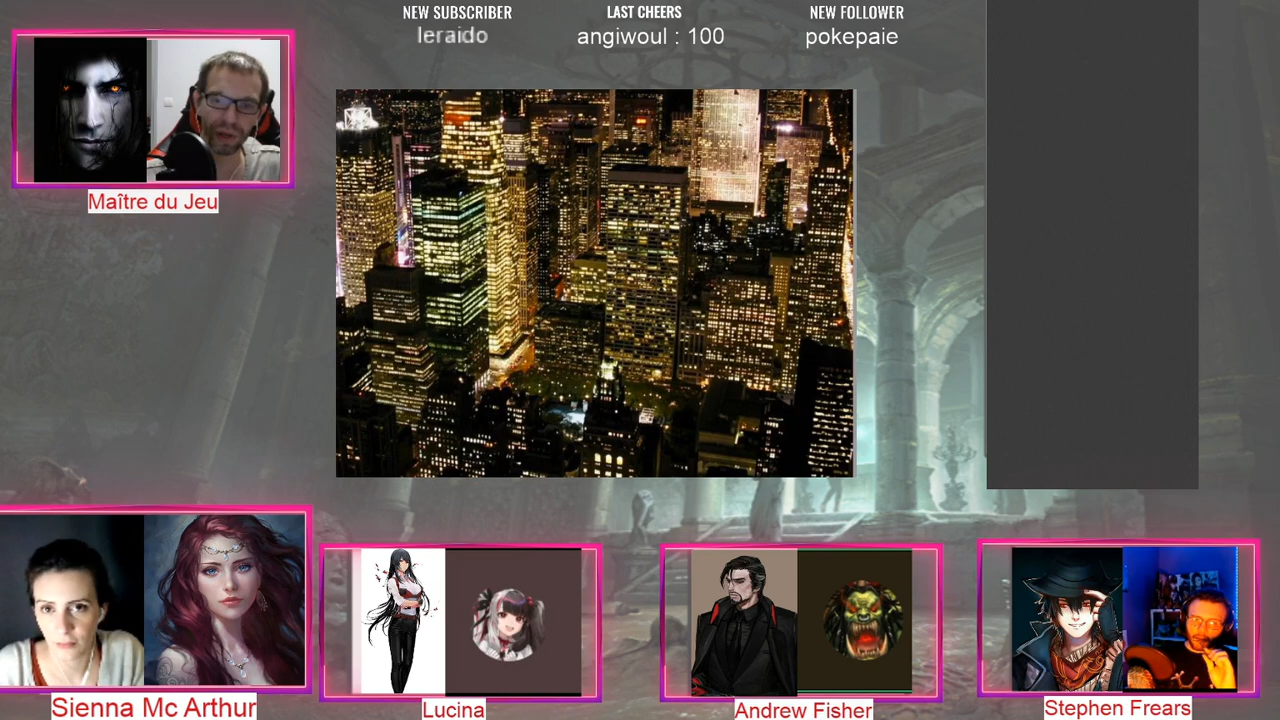 NEW SUBSCRIBER
leraido
LAST CHEERS
angiwoul : 100
NEW FOLLOWER
pokepaie
Maître du Jeu
Sienna Mc Arthur
Lucina
Andrew Fisher
Stephen Frears